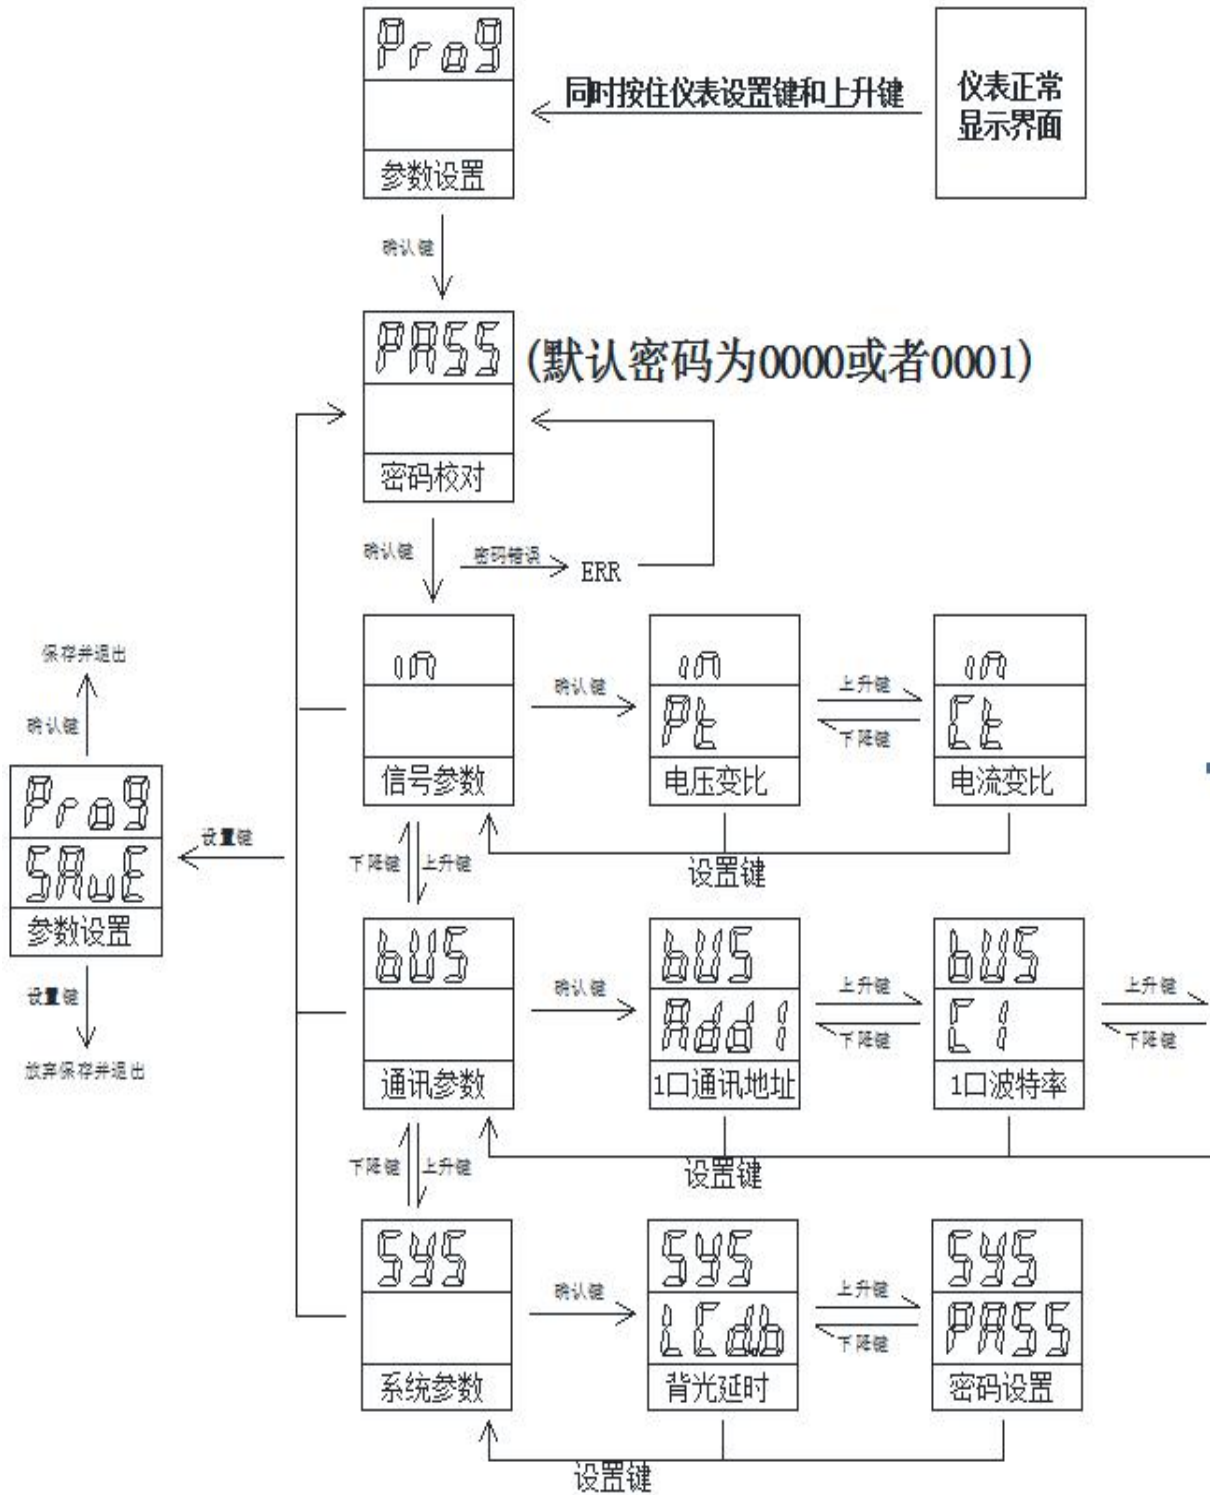 Prog
同时按住仪表设置键和上升键
仪表正常
显示界面
参数设置
确认键
PASS
(默认密码为0000或者0001)
密码校对
确认键
密码错误
ERR
保存并退出
确认键
Prog
SAvE
参数设置
设置键
设置键
放弃保存并退出
in
信号参数
确认键
in
Pt
电压变比
上升键
下降键
in
Ct
电流变比
设置键
下降键
上升键
bUS
通讯参数
确认键
bUS
Add1
1口通讯地址
上升键
下降键
bUS
C1
1口波特率
上升键
下降键
设置键
下降键
上升键
SYS
系统参数
确认键
SYS
LCd.b
背光延时
上升键
下降键
SYS
PASS
密码设置
设置键